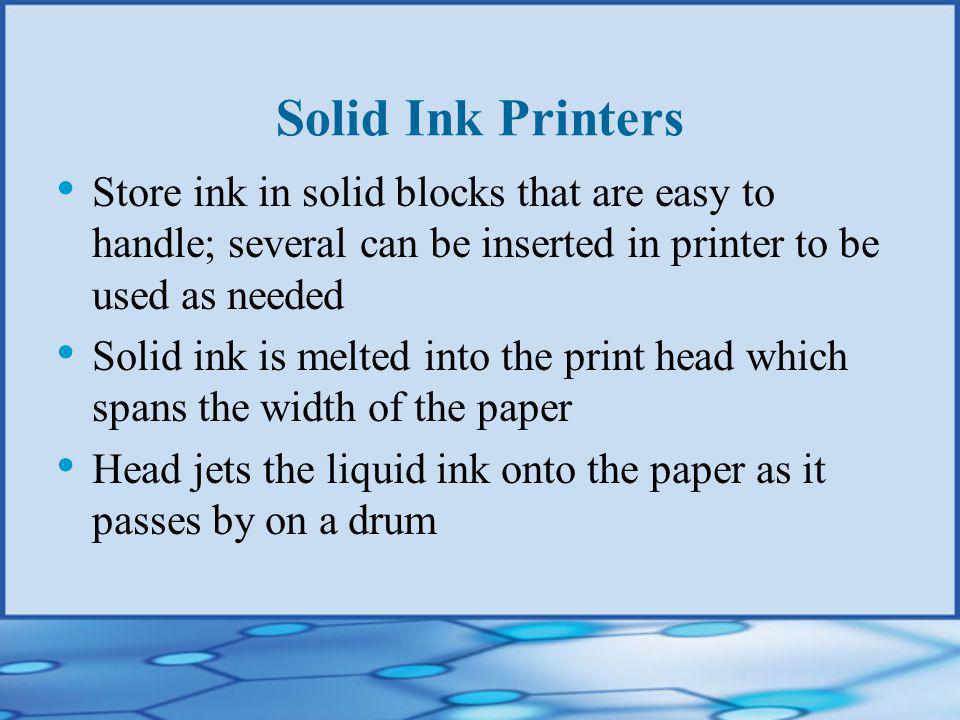 Solid Ink Printers
• Store ink in solid blocks that are easy to
handle; several can be inserted in printer to be
used as needed
• Solid ink is melted into the print head which
spans the width of the paper
• Head jets the liquid ink onto the paper as it
passes by on a drum